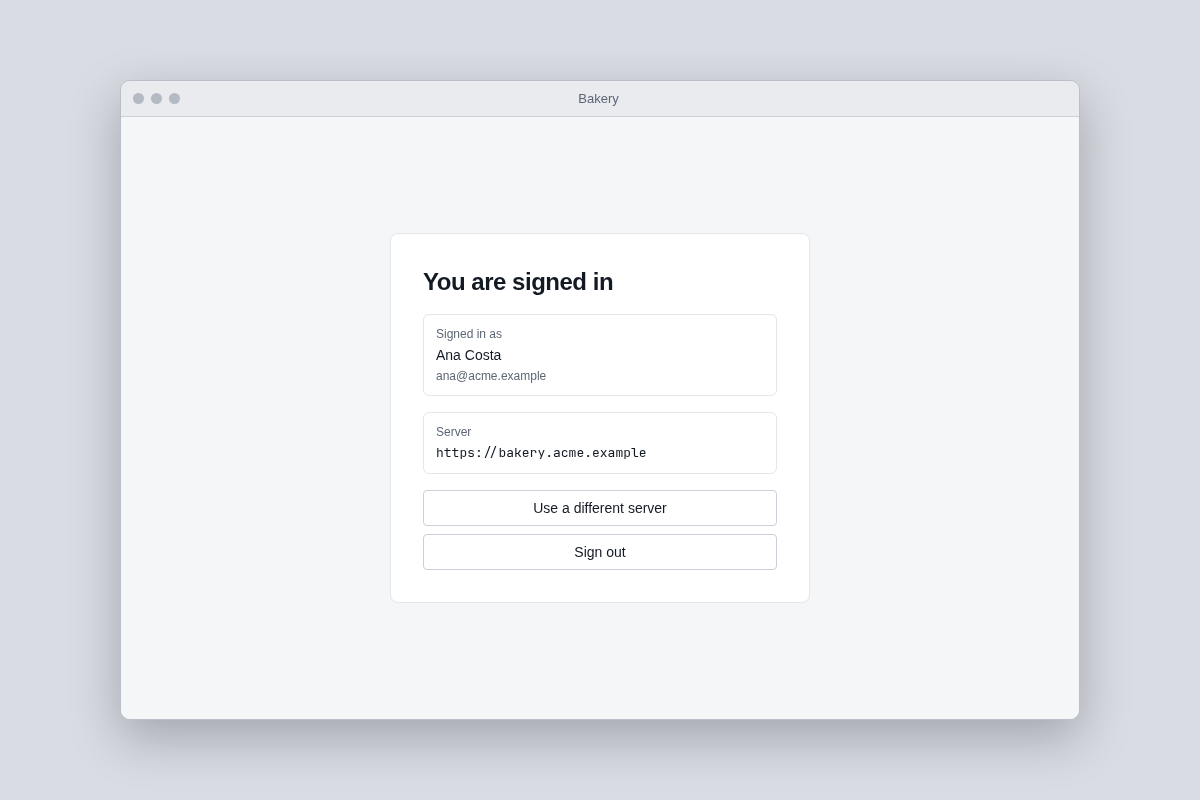 Bakery
You are signed in
Signed in as
Ana Costa
ana@acme.example
Server
https://bakery.acme.example
Use a different server
Sign out